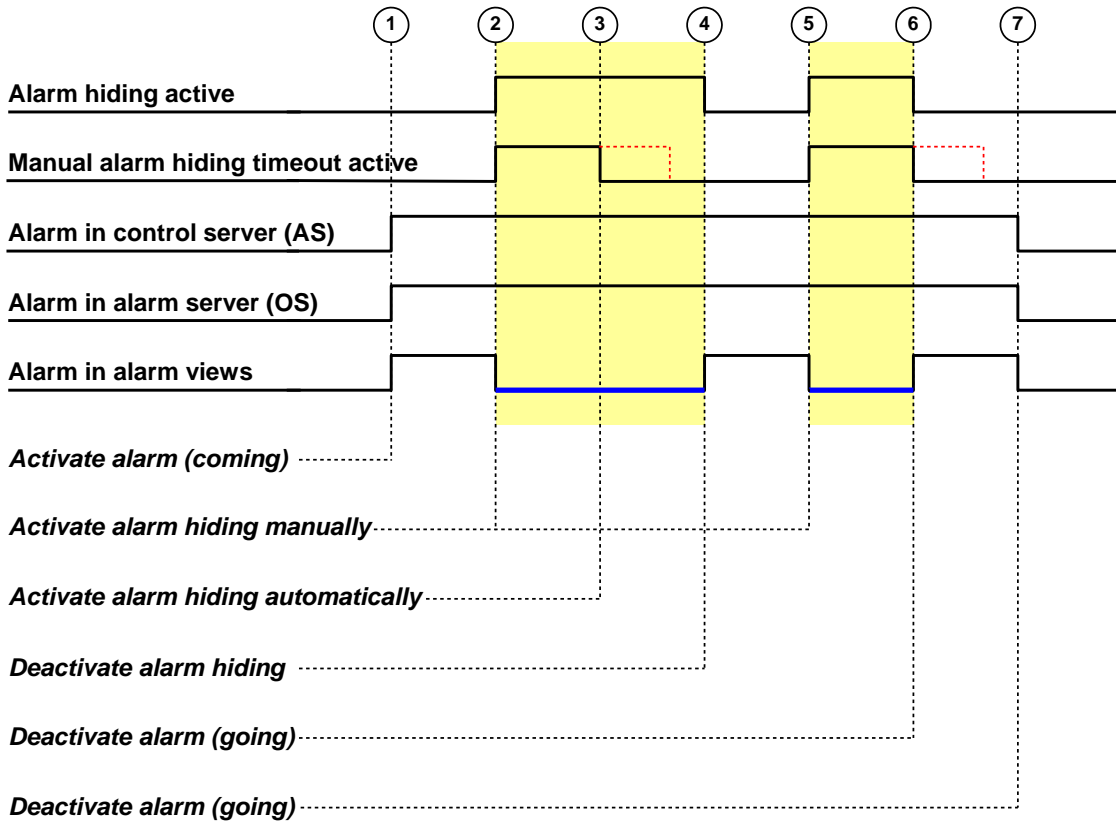 1 2 3 4 5 6 7
Alarm hiding active
Manual alarm hiding timeout active
Alarm in control server (AS)
Alarm in alarm server (OS)
Alarm in alarm views
Activate alarm (coming)
Activate alarm hiding manually
Activate alarm hiding automatically
Deactivate alarm hiding
Deactivate alarm (going)
Deactivate alarm (going)